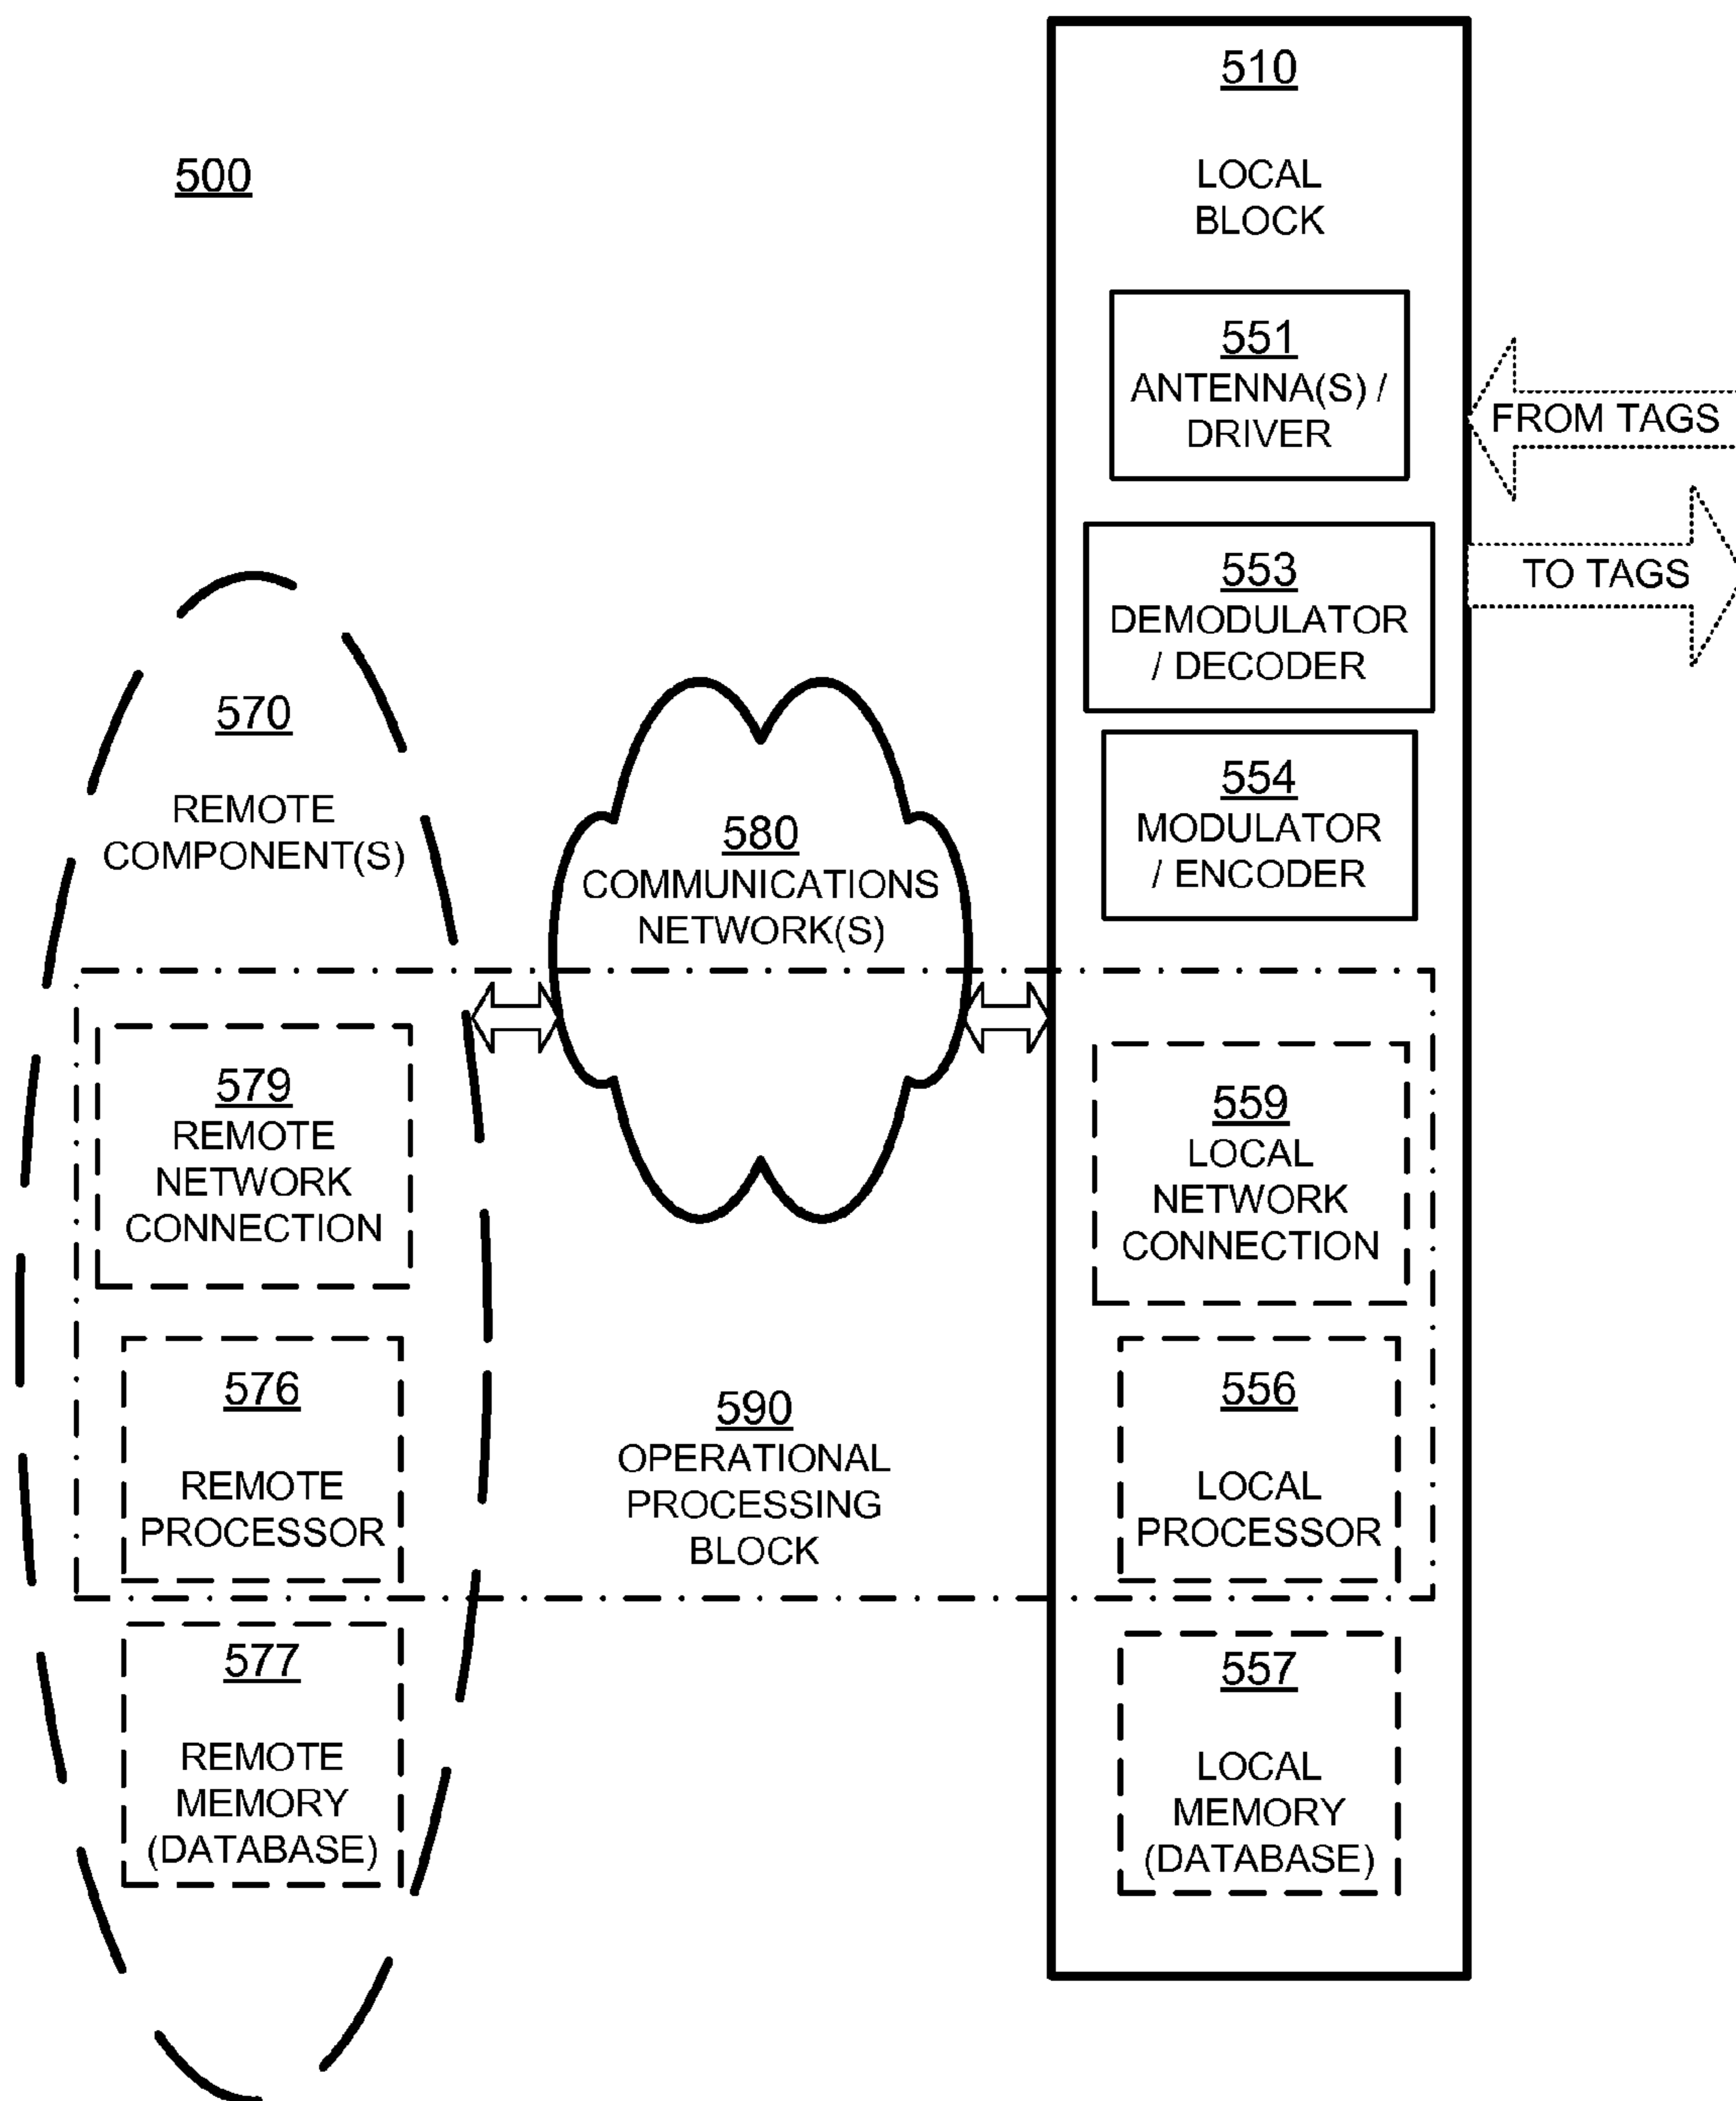 500
510
LOCAL
BLOCK
551
ANTENNA(S) /
DRIVER
FROM TAGS
553
DEMODULATOR
/ DECODER
TO TAGS
554
MODULATOR
/ ENCODER
570
REMOTE
COMPONENT(S)
580
COMMUNICATIONS
NETWORK(S)
579
REMOTE
NETWORK
CONNECTION
559
LOCAL
NETWORK
CONNECTION
576
REMOTE
PROCESSOR
590
OPERATIONAL
PROCESSING
BLOCK
556
LOCAL
PROCESSOR
577
REMOTE
MEMORY
(DATABASE)
557
LOCAL
MEMORY
(DATABASE)